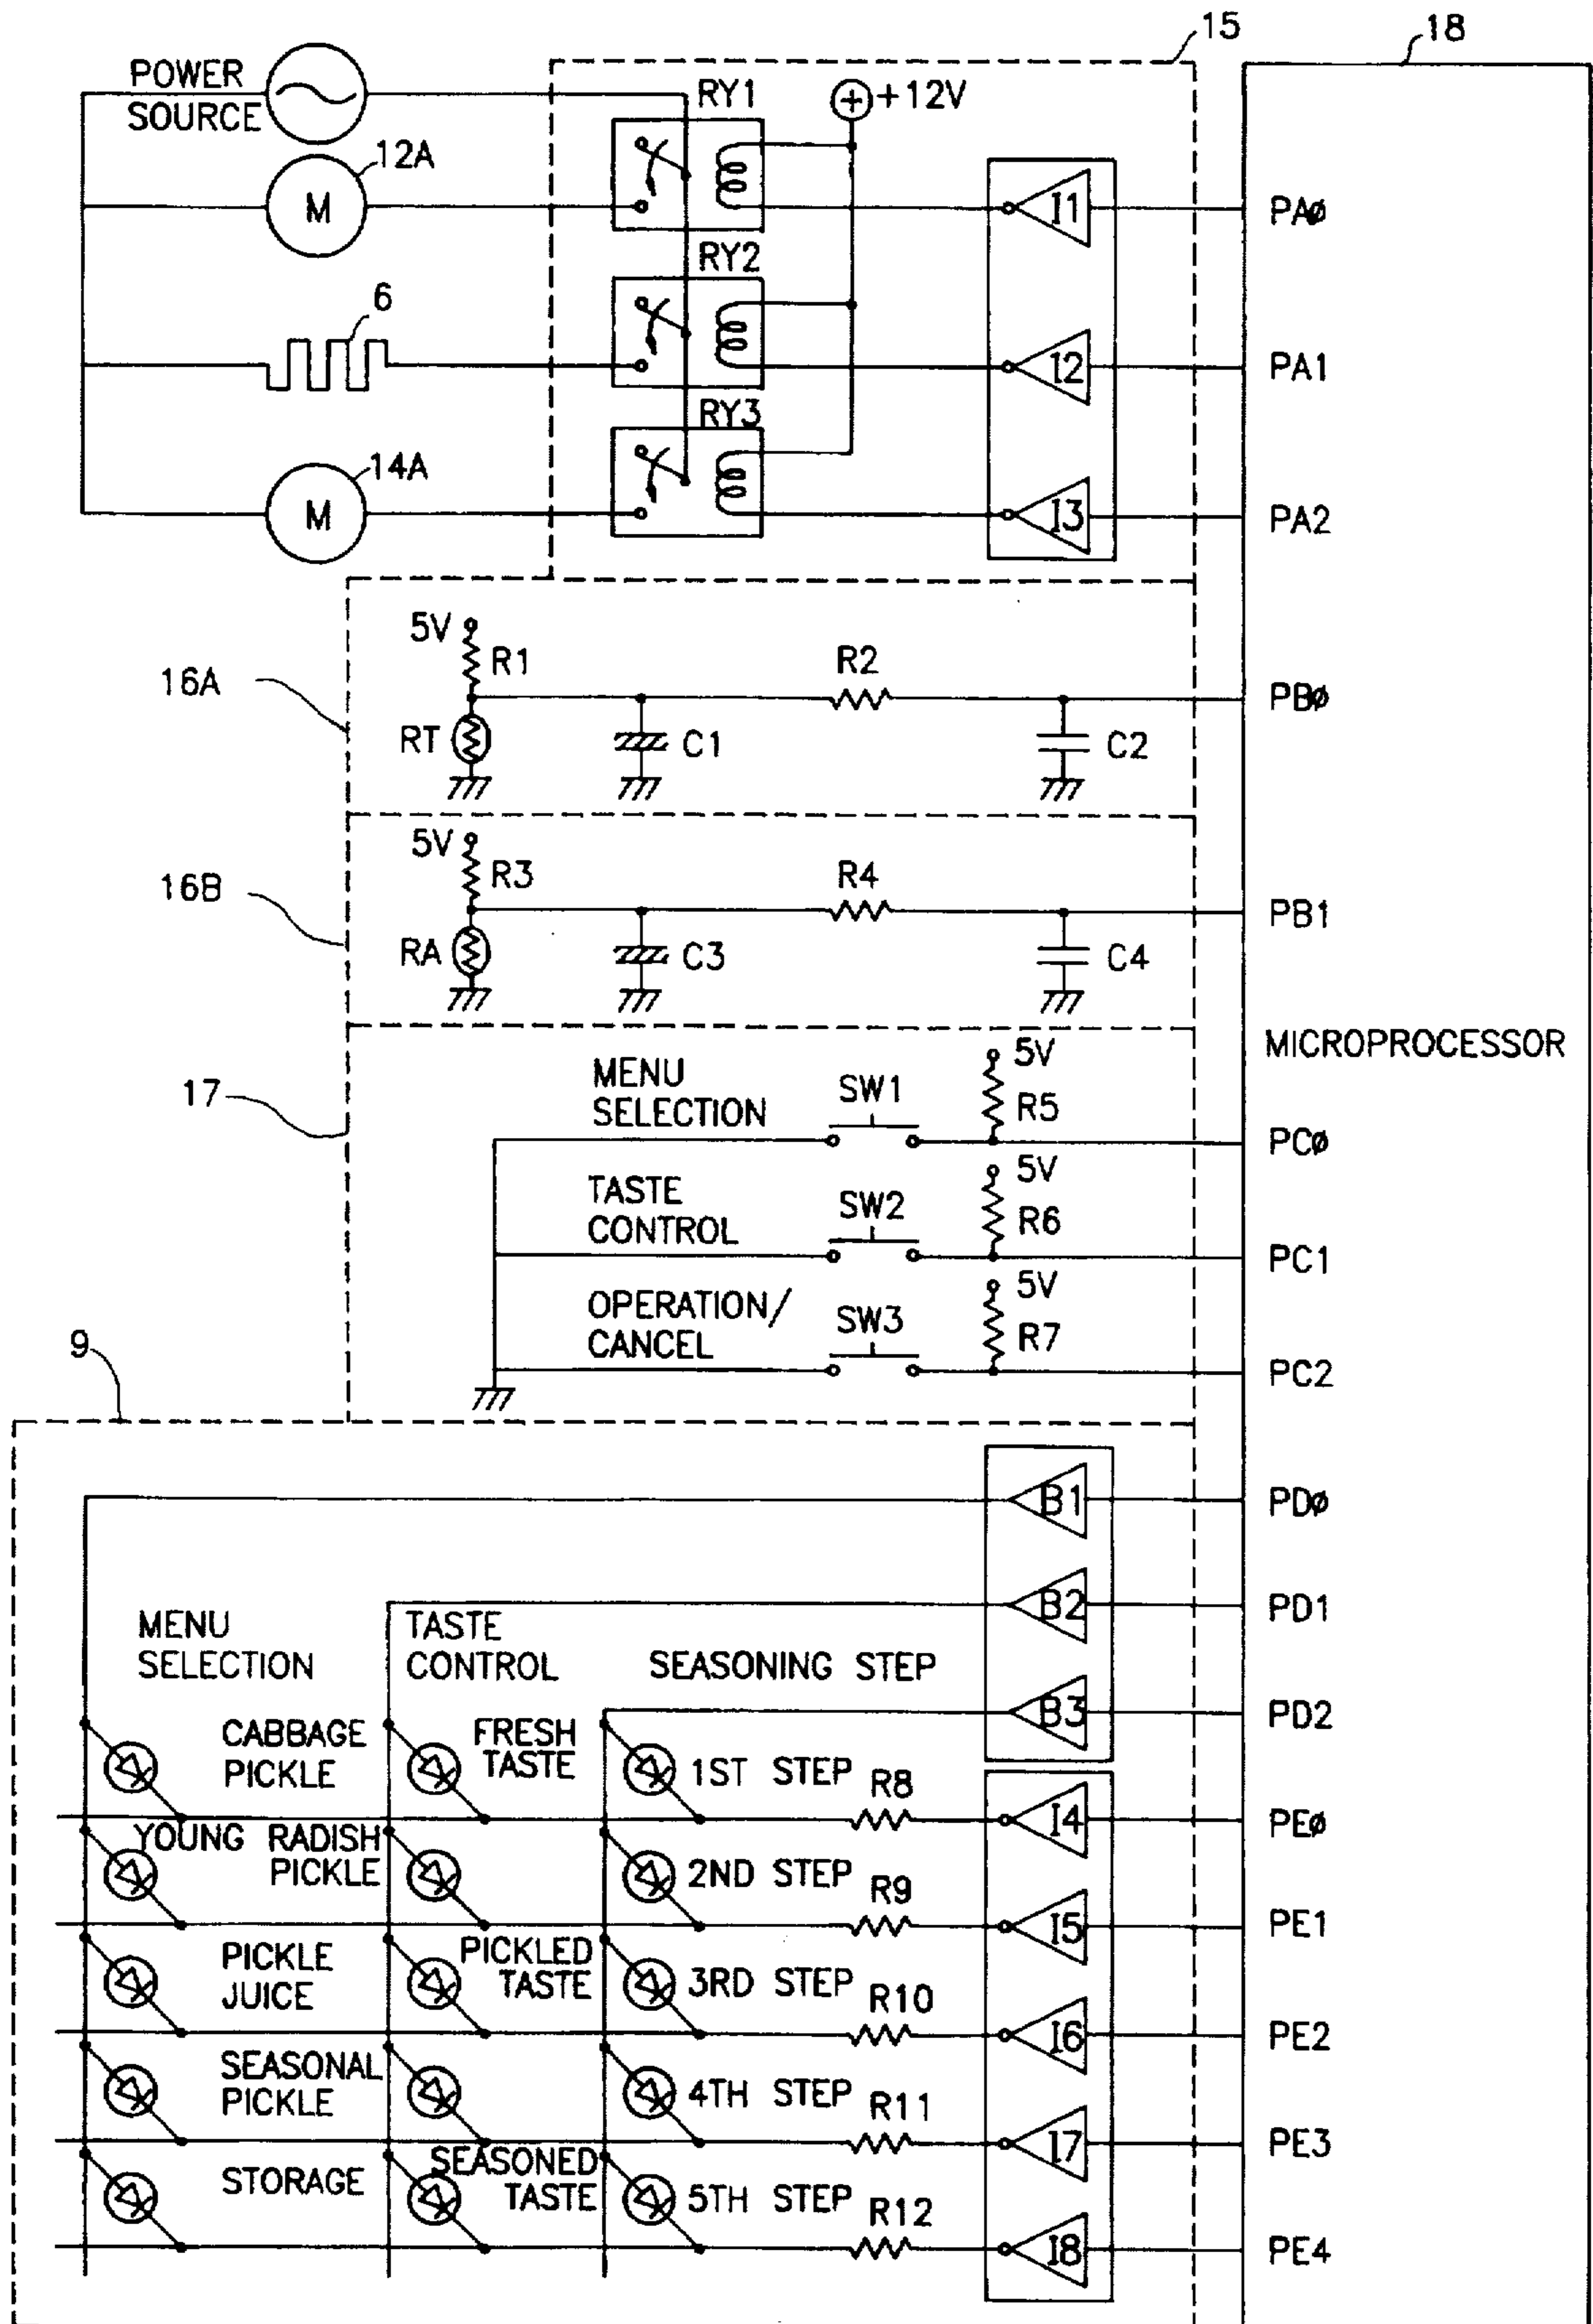 15
18
POWER
SOURCE
RY1
+12V
12A
M
I1
PAø
RY2
6
I2
PA1
RY3
14A
M
I3
PA2
5V
R1
R2
16A
PBø
RT
C1
C2
5V
R3
R4
16B
PB1
RA
C3
C4
MICROPROCESSOR
17
MENU
SELECTION
SW1
5V
R5
PCø
TASTE
CONTROL
SW2
5V
R6
PC1
OPERATION/
CANCEL
SW3
5V
R7
PC2
9
B1
PDø
B2
PD1
MENU
SELECTION
TASTE
CONTROL
SEASONING STEP
B3
PD2
CABBAGE
PICKLE
FRESH
TASTE
1ST STEP
R8
I4
PEø
YOUNG RADISH
PICKLE
2ND STEP
R9
I5
PE1
PICKLE
JUICE
PICKLED
TASTE
3RD STEP
R10
I6
PE2
SEASONAL
PICKLE
4TH STEP
R11
I7
PE3
STORAGE
SEASONED
TASTE
5TH STEP
R12
I8
PE4